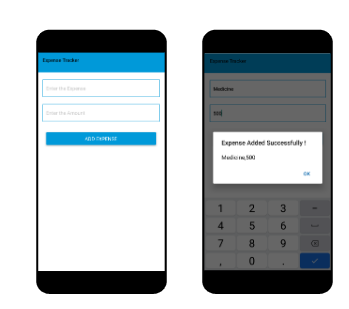 Expense Tracker
Enter the Expense
Enter the Amount
ADD EXPENSE
Expense Tracker
Medicine
500
Expense Added Successfully !
Medicine,500
OK
1 2 3 -
4 5 6
7 8 9
, 0 .